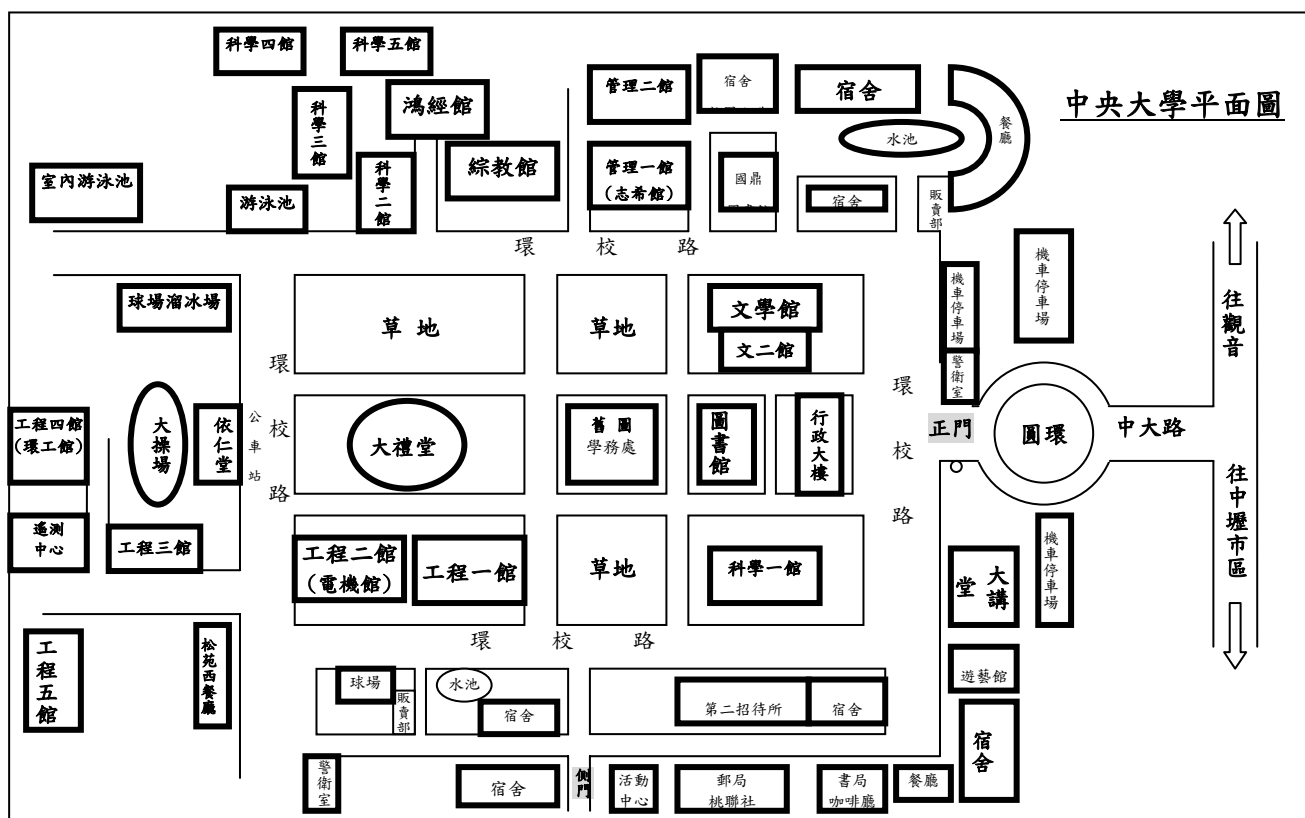 中央大學平面圖
科學四館
科學五館
鴻經館
科學三館
科學二館
綜教館
管理二館
管理一館
(志希館)
宿舍
國鼎
宿舍
水池
餐廳
宿舍
販賣部
室內游泳池
游泳池
環 校 路
球場溜冰場
草 地
草地
文學館
文二館
機車停車場
警衛室
機車停車場
往觀音
環 校 路
公車站
環 校 路
工程四館
(環工館)
大操場
依仁堂
大禮堂
舊 圖
學務處
圖書館
行政大樓
正門
圓環
中大路
遙測
中心
工程三館
工程二館
(電機館)
工程一館
草地
科學一館
大講堂
機車停車場
往中壢市區
環 校 路
工程五館
松苑西餐廳
球場
販賣部
水池
宿舍
第二招待所
宿舍
遊藝館
宿舍
警衛室
宿舍
側門
活動
中心
郵局
桃聯社
書局
咖啡廳
餐廳